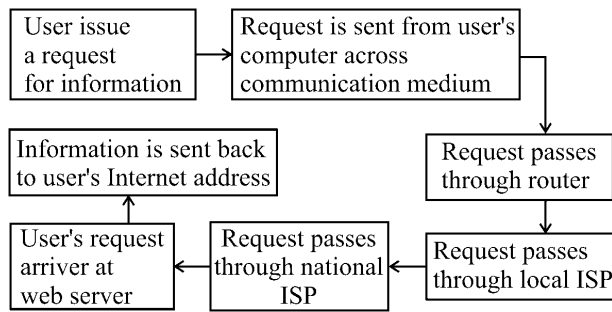 User issue
a request
for information
Request is sent from user's
computer across
communication medium
Request passes
through router
Request passes
through local ISP
Request passes
through national
ISP
User's request
arriver at
web server
Information is sent back
to user's Internet address